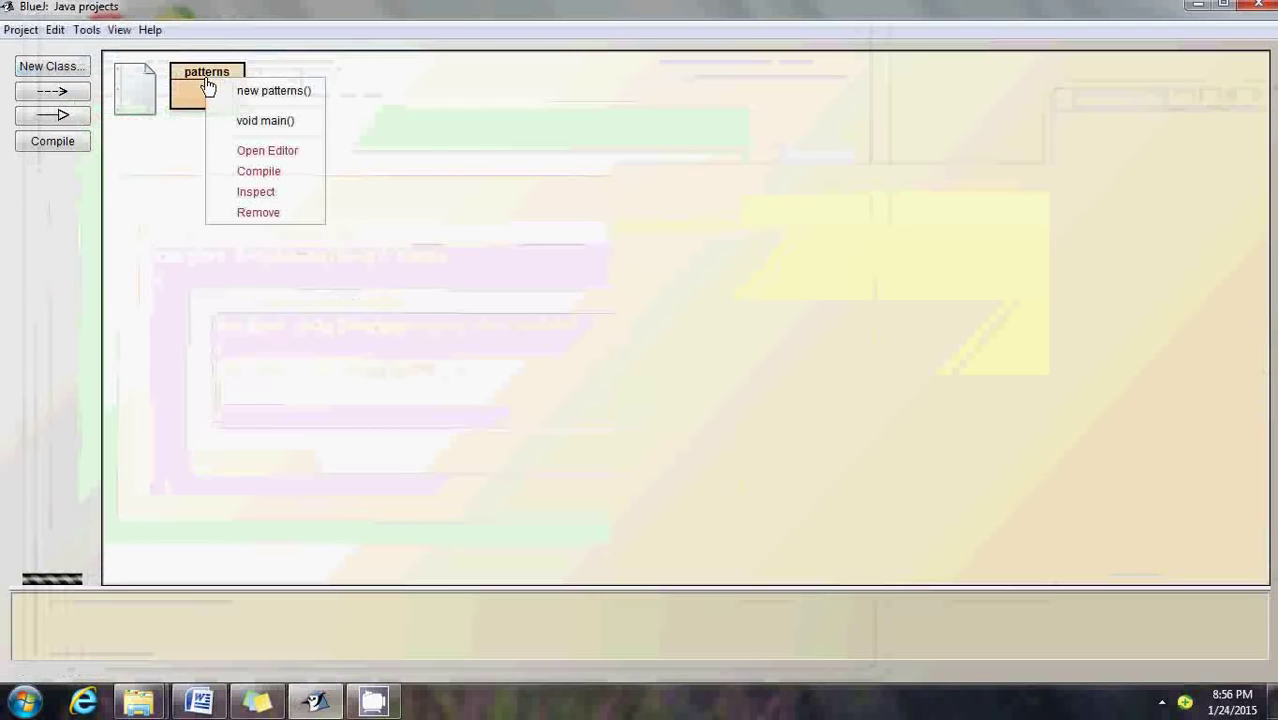 BlueJ: Java projects
Project Edit Tools View Help
New Class...
patterns
new patterns()
void main()
Compile
Open Editor
Compile
Inspect
Remove
8:56 PM
1/24/2015